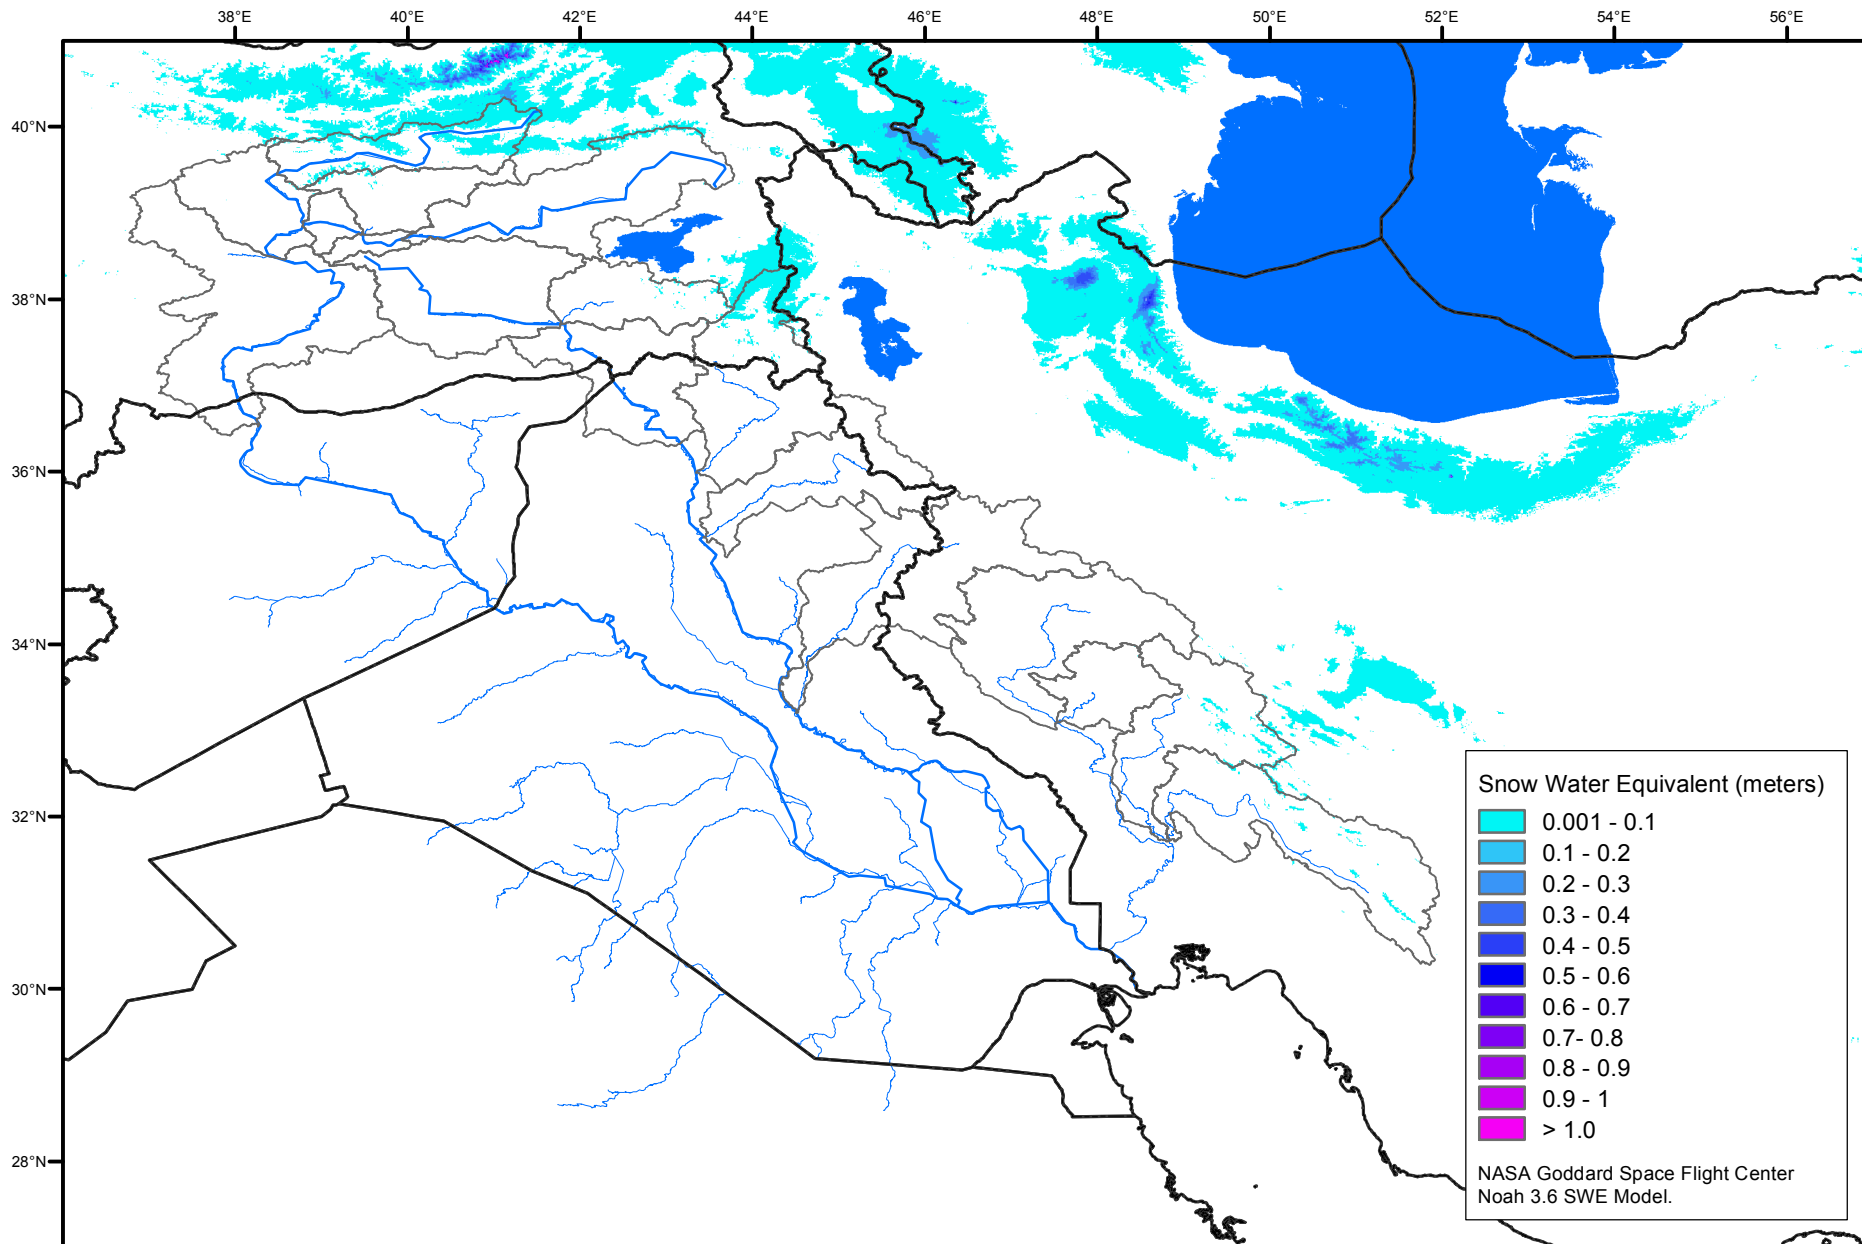 38°E 40°E 42°E 44°E 46°E 48°E 50°E 52°E 54°E 56°E
40°N
38°N
36°N
34°N
32°N
30°N
28°N
Snow Water Equivalent (meters)
0.001 - 0.1
0.1 - 0.2
0.2 - 0.3
0.3 - 0.4
0.4 - 0.5
0.5 - 0.6
0.6 - 0.7
0.7- 0.8
0.8 - 0.9
0.9 - 1
> 1.0
NASA Goddard Space Flight Center
Noah 3.6 SWE Model.